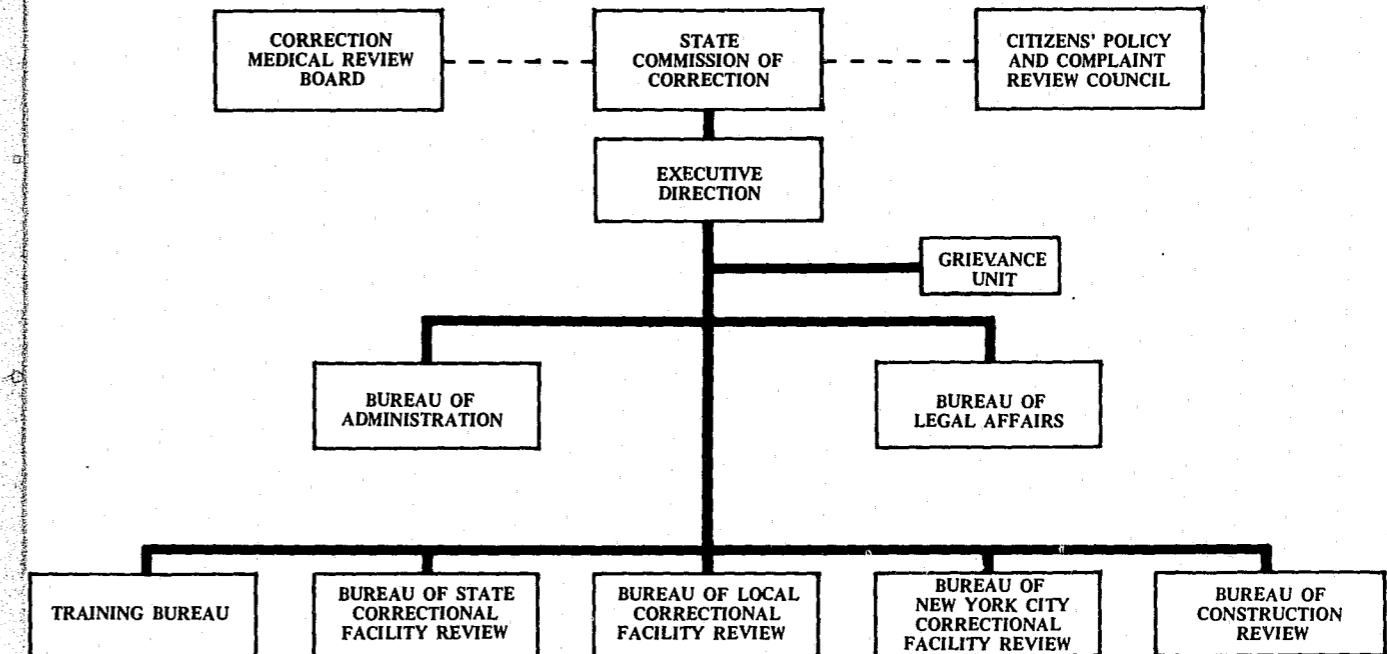 CORRECTION
MEDICAL REVIEW
BOARD
STATE
COMMISSION OF
CORRECTION
CITIZENS' POLICY
AND COMPLAINT
REVIEW COUNCIL
EXECUTIVE
DIRECTION
GRIEVANCE
UNIT
BUREAU OF
ADMINISTRATION
BUREAU OF
LEGAL AFFAIRS
TRAINING BUREAU
BUREAU OF STATE
CORRECTIONAL
FACILITY REVIEW
BUREAU OF LOCAL
CORRECTIONAL
FACILITY REVIEW
BUREAU OF
NEW YORK CITY
CORRECTIONAL
FACILITY REVIEW
BUREAU OF
CONSTRUCTION
REVIEW